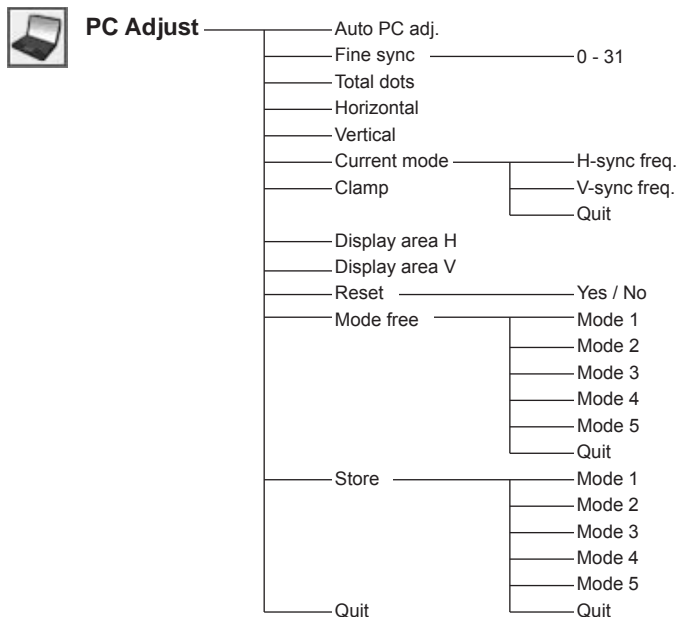 PC Adjust Auto PC adj.
Fine sync 0 - 31
Total dots
Horizontal
Vertical
Current mode H-sync freq.
Clamp V-sync freq.
Quit
Display area H
Display area V
Reset Yes / No
Mode free Mode 1
Mode 2
Mode 3
Mode 4
Mode 5
Quit
Store Mode 1
Mode 2
Mode 3
Mode 4
Mode 5
Quit Quit